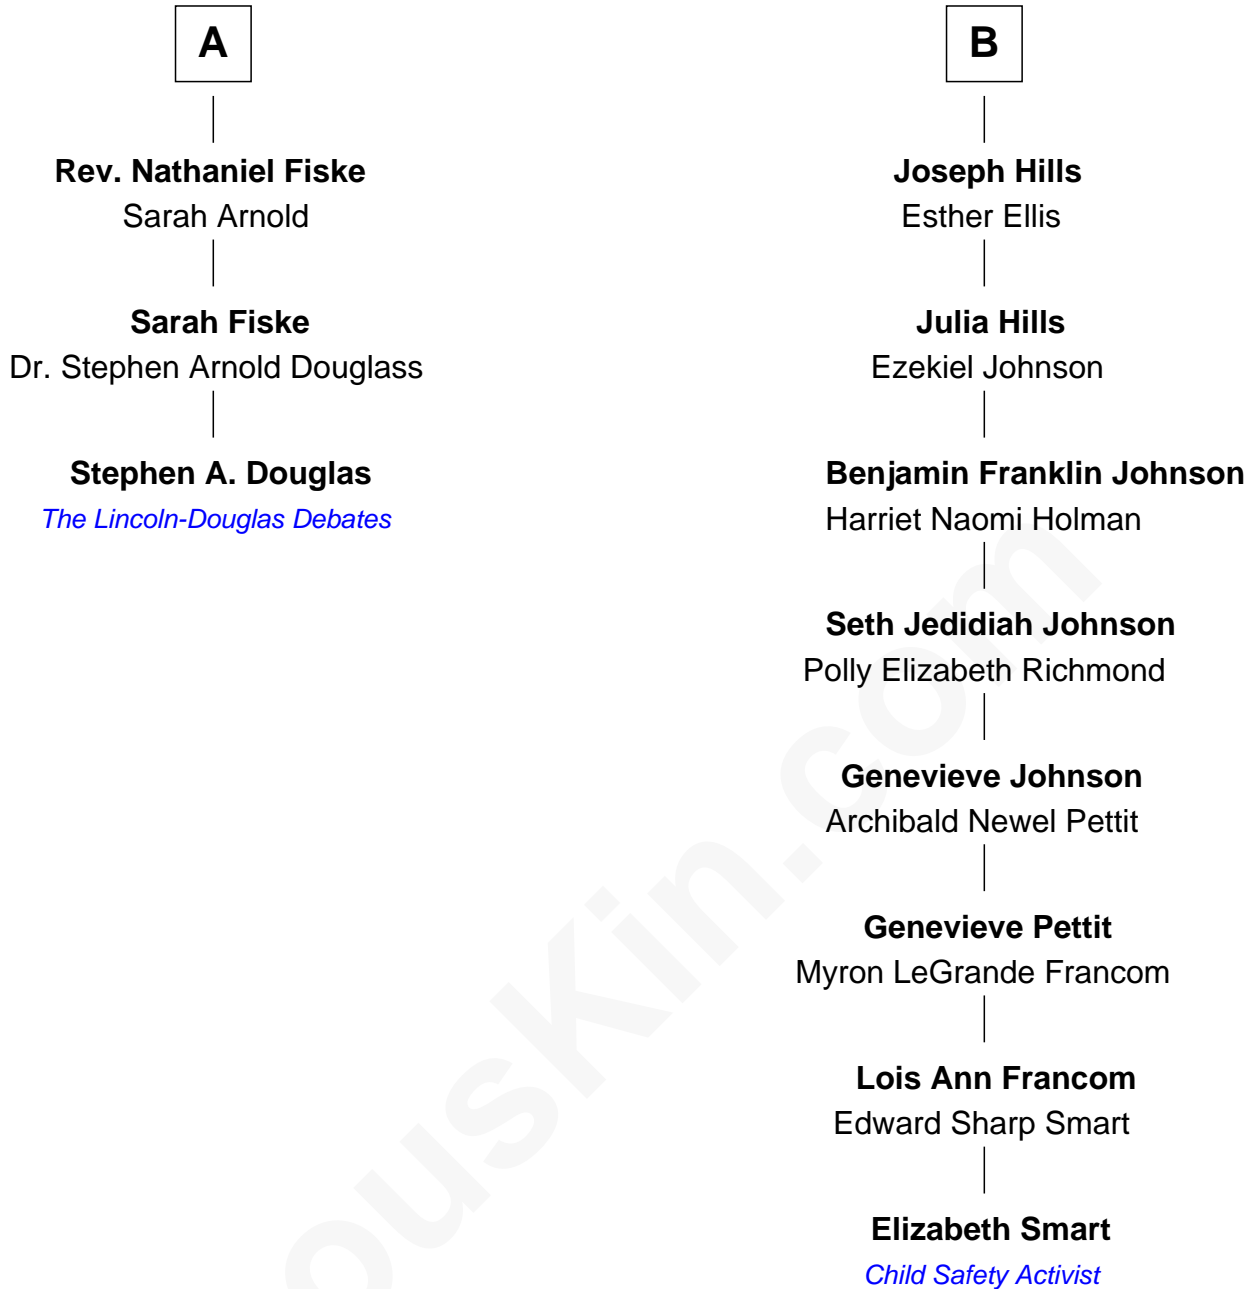 A
Rev. Nathaniel Fiske
Sarah Arnold
Sarah Fiske
Dr. Stephen Arnold Douglass
Stephen A. Douglas
The Lincoln-Douglas Debates
B
Joseph Hills
Esther Ellis
Julia Hills
Ezekiel Johnson
Benjamin Franklin Johnson
Harriet Naomi Holman
Seth Jedidiah Johnson
Polly Elizabeth Richmond
Genevieve Johnson
Archibald Newel Pettit
Genevieve Pettit
Myron LeGrande Francom
Lois Ann Francom
Edward Sharp Smart
Elizabeth Smart
Child Safety Activist
ousKin.com